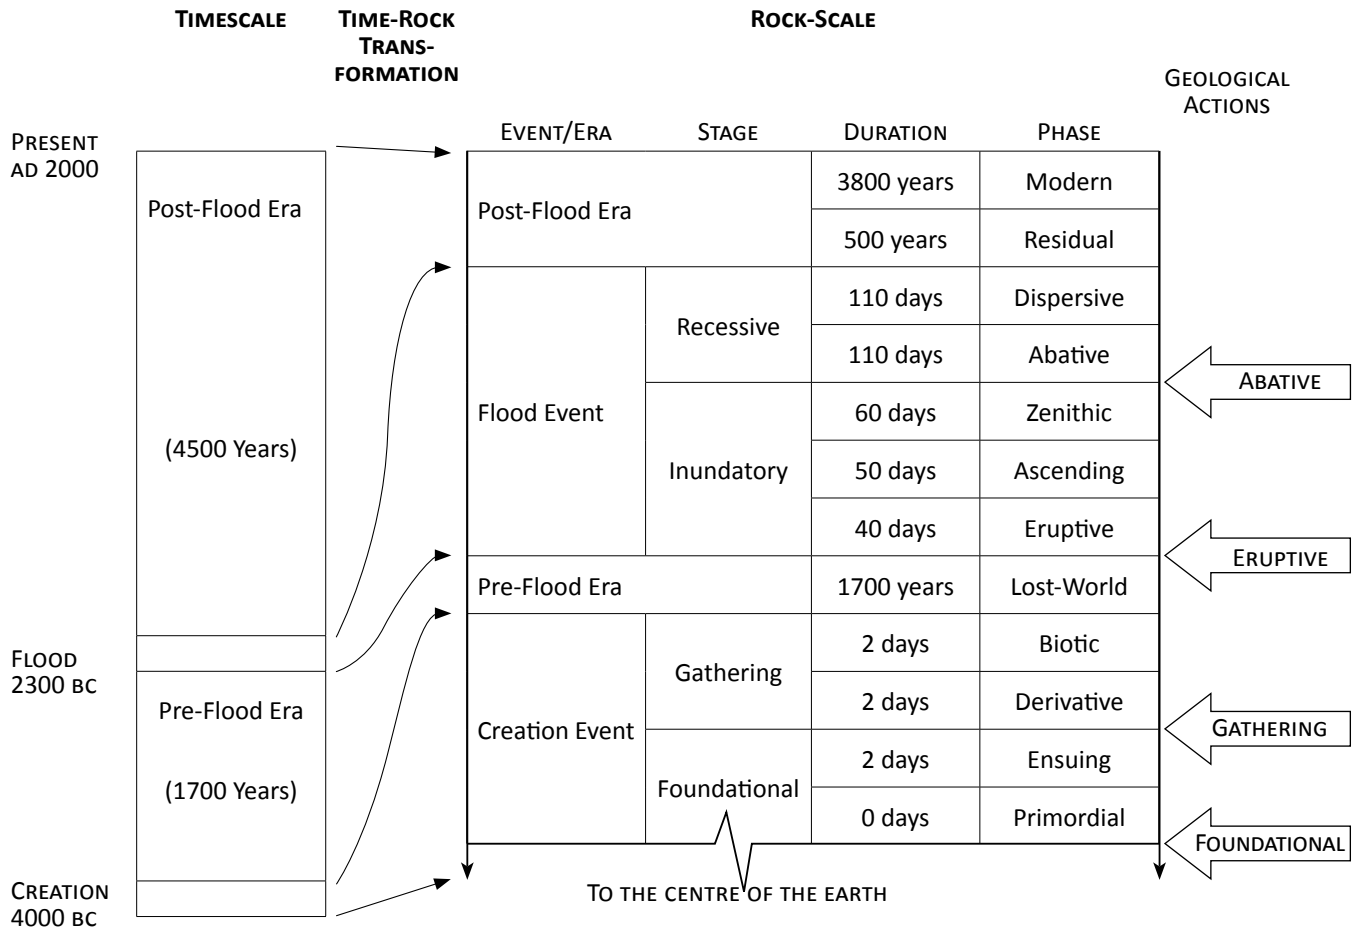 TIMESCALE
TIME-ROCK
TRANS-
FORMATION
ROCK-SCALE
GEOLOGICAL
ACTIONS
EVENT/ERA STAGE DURATION PHASE
PRESENT
AD 2000
Post-Flood Era
(4500 Years)
FLOOD
2300 BC
Pre-Flood Era
(1700 Years)
CREATION
4000 BC
Post-Flood Era
3800 years Modern
500 years Residual
Flood Event
Recessive
110 days Dispersive
110 days Abative
Inundatory
60 days Zenithic
50 days Ascending
40 days Eruptive
Pre-Flood Era 1700 years Lost-World
Creation Event
Gathering
2 days Biotic
2 days Derivative
Foundational
2 days Ensuing
0 days Primordial
TO THE CENTRE OF THE EARTH
ABATIVE
ERUPTIVE
GATHERING
FOUNDATIONAL